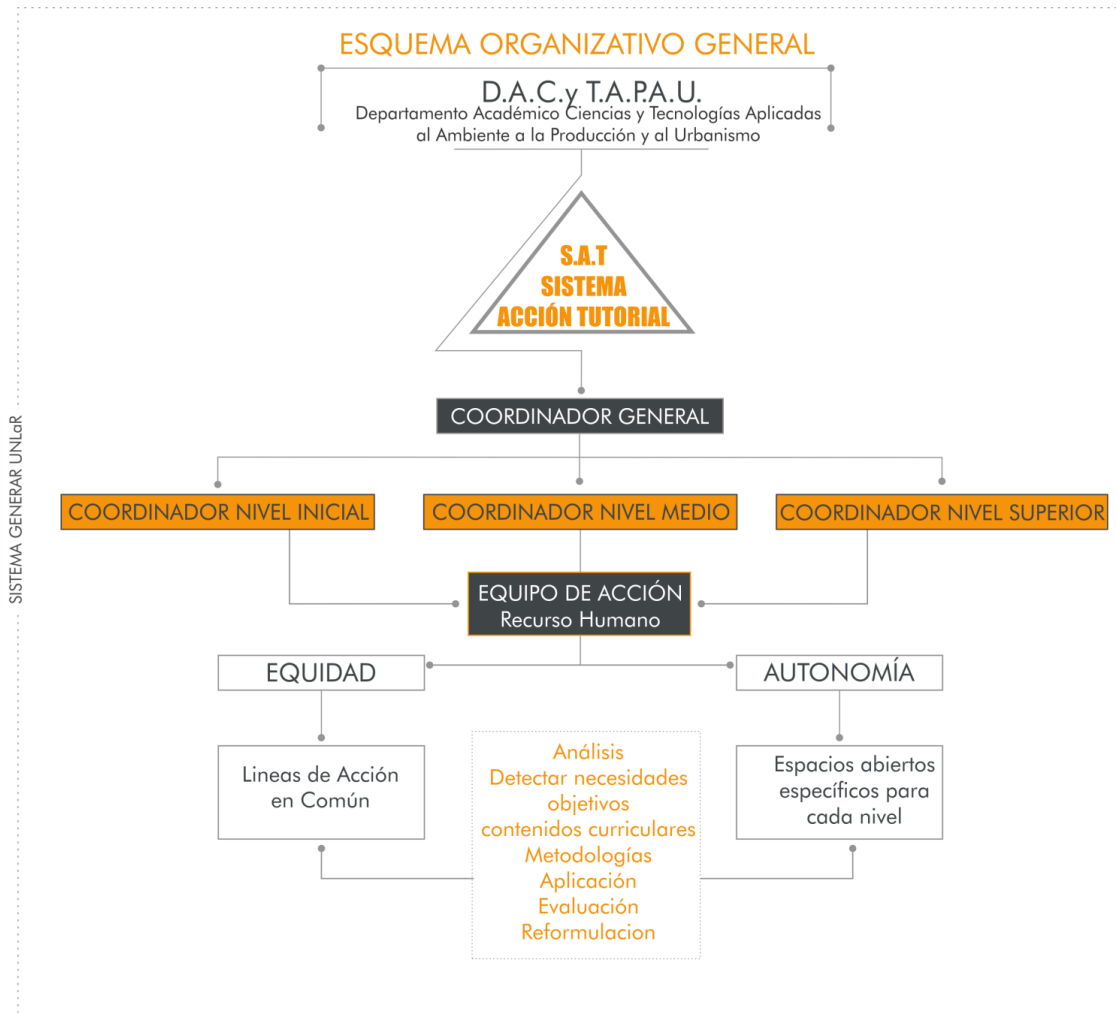 ESQUEMA ORGANIZATIVO GENERAL
D.A.C.y T.A.P.A.U.
Departamento Académico Ciencias y Tecnologías Aplicadas
al Ambiente a la Producción y al Urbanismo
S.A.T
SISTEMA
ACCIÓN TUTORIAL
COORDINADOR GENERAL
COORDINADOR NIVEL INICIAL
COORDINADOR NIVEL MEDIO
COORDINADOR NIVEL SUPERIOR
SISTEMA GENERAR UNLaR
EQUIPO DE ACCIÓN
Recurso Humano
EQUIDAD
AUTONOMÍA
Lineas de Acción
en Común
Análisis
Detectar necesidades
objetivos
contenidos curriculares
Metodologías
Aplicación
Evaluación
Reformulacion
Espacios abiertos
específicos para
cada nivel